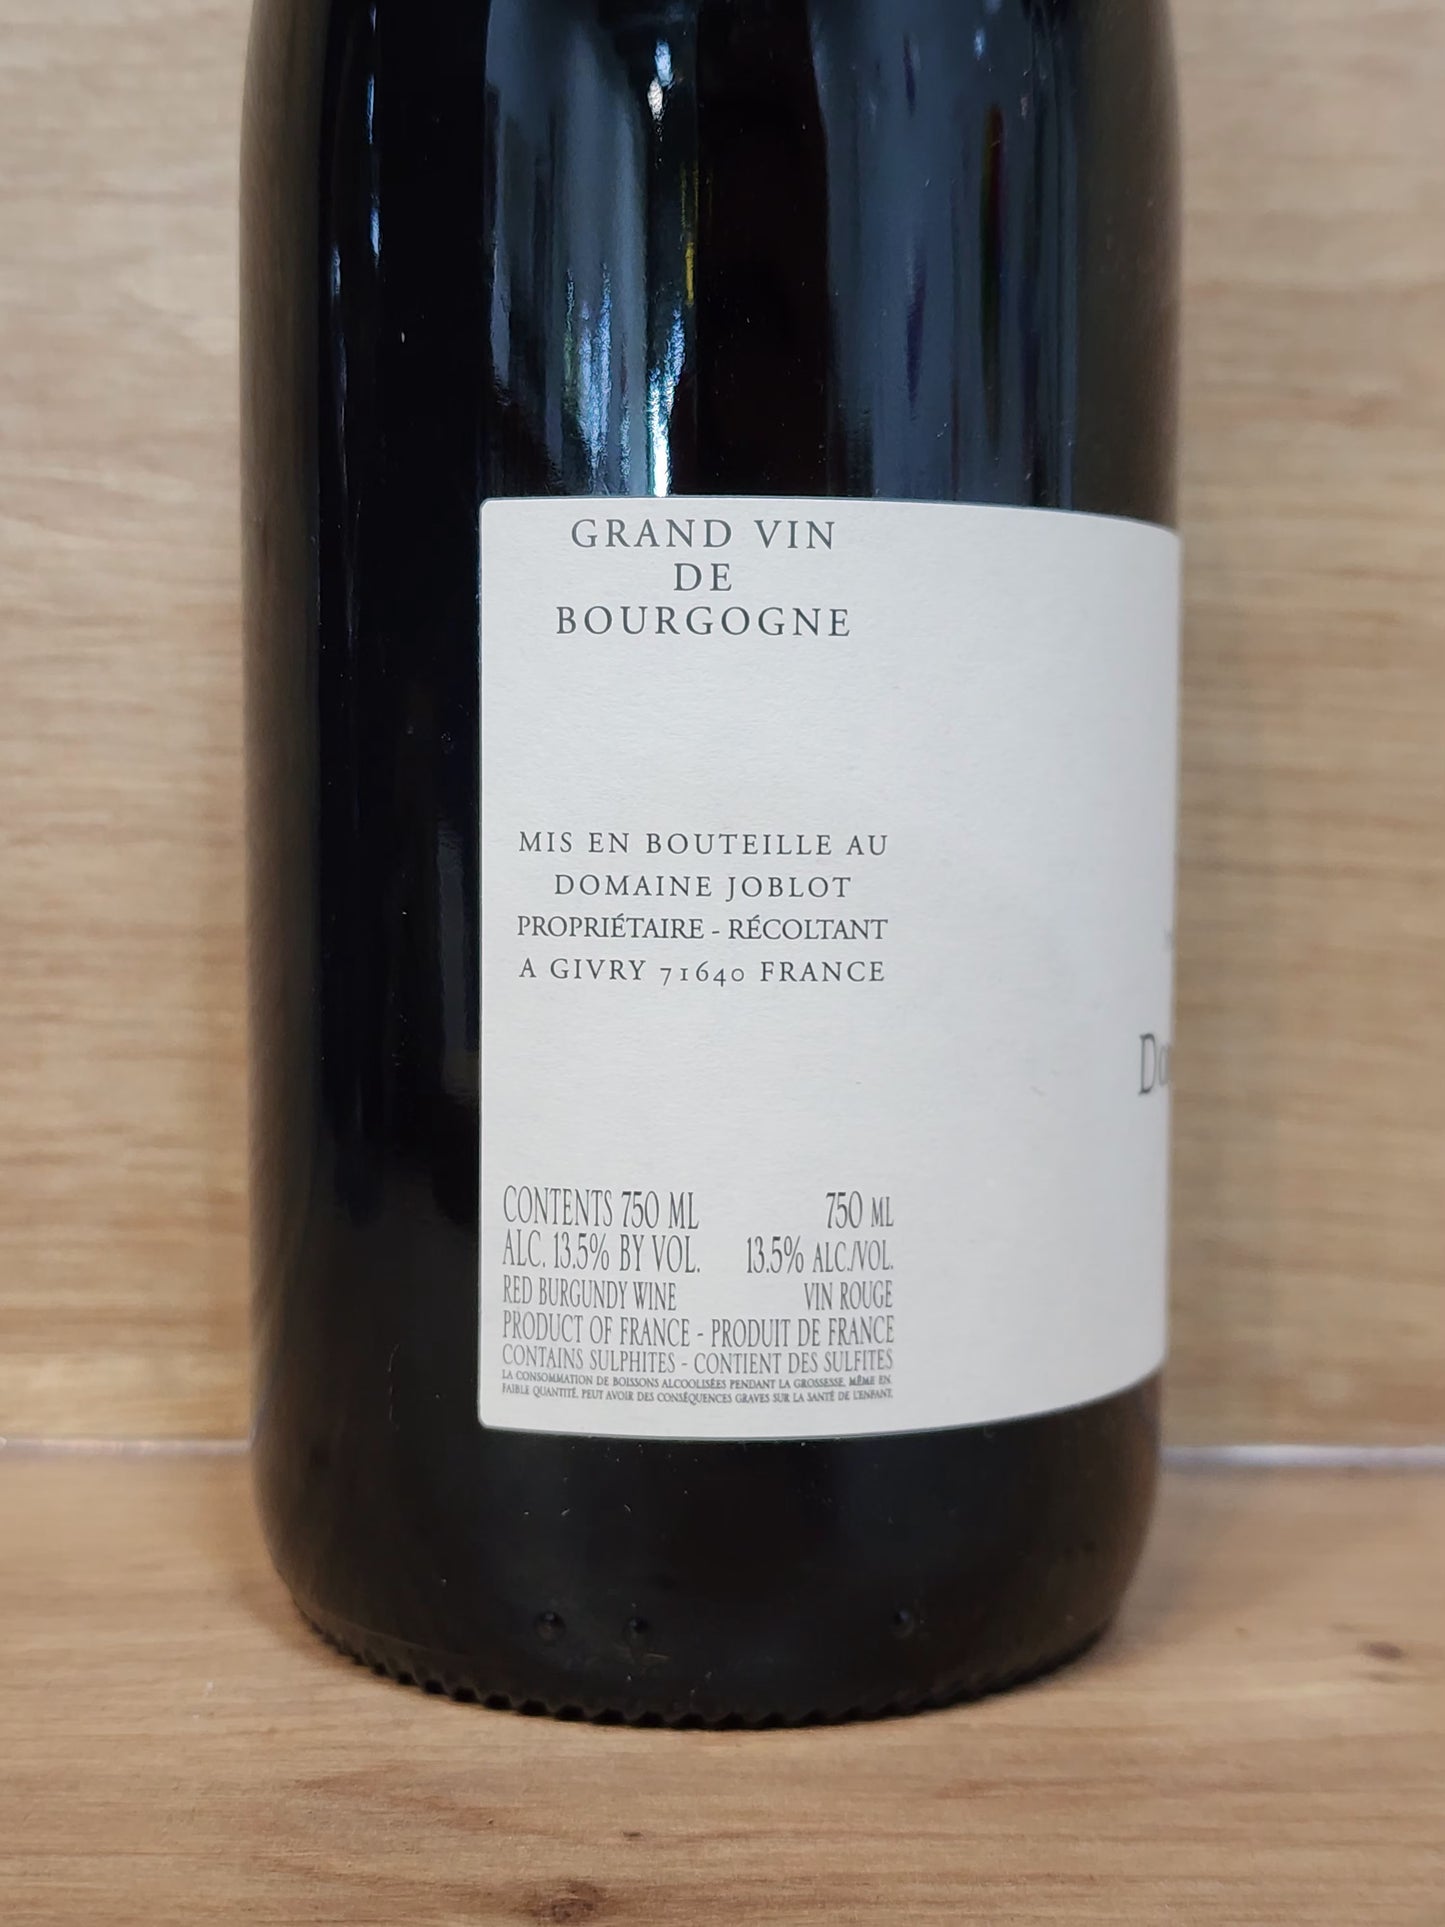 GRAND VIN
DE
BOURGOGNE
MIS EN BOUTEILLE AU
DOMAINE JOBLOT
PROPRIÉTAIRE - RÉCOLTANT
A GIVRY 71640 FRANCE
CONTENTS 750 ML 750 ML
ALC. 13.5% BY VOL. 13.5% ALC./VOL.
RED BURGUNDY WINE VIN ROUGE
PRODUCT OF FRANCE - PRODUIT DE FRANCE
CONTAINS SULPHITES - CONTIENT DES SULFITES
LA CONSOMMATION DE BOISSONS ALCOOLISÉES PENDANT LA GROSSESSE, MÊME EN
FAIBLE QUANTITÉ, PEUT AVOIR DES CONSÉQUENCES GRAVES SUR LA SANTÉ DE L'ENFANT.